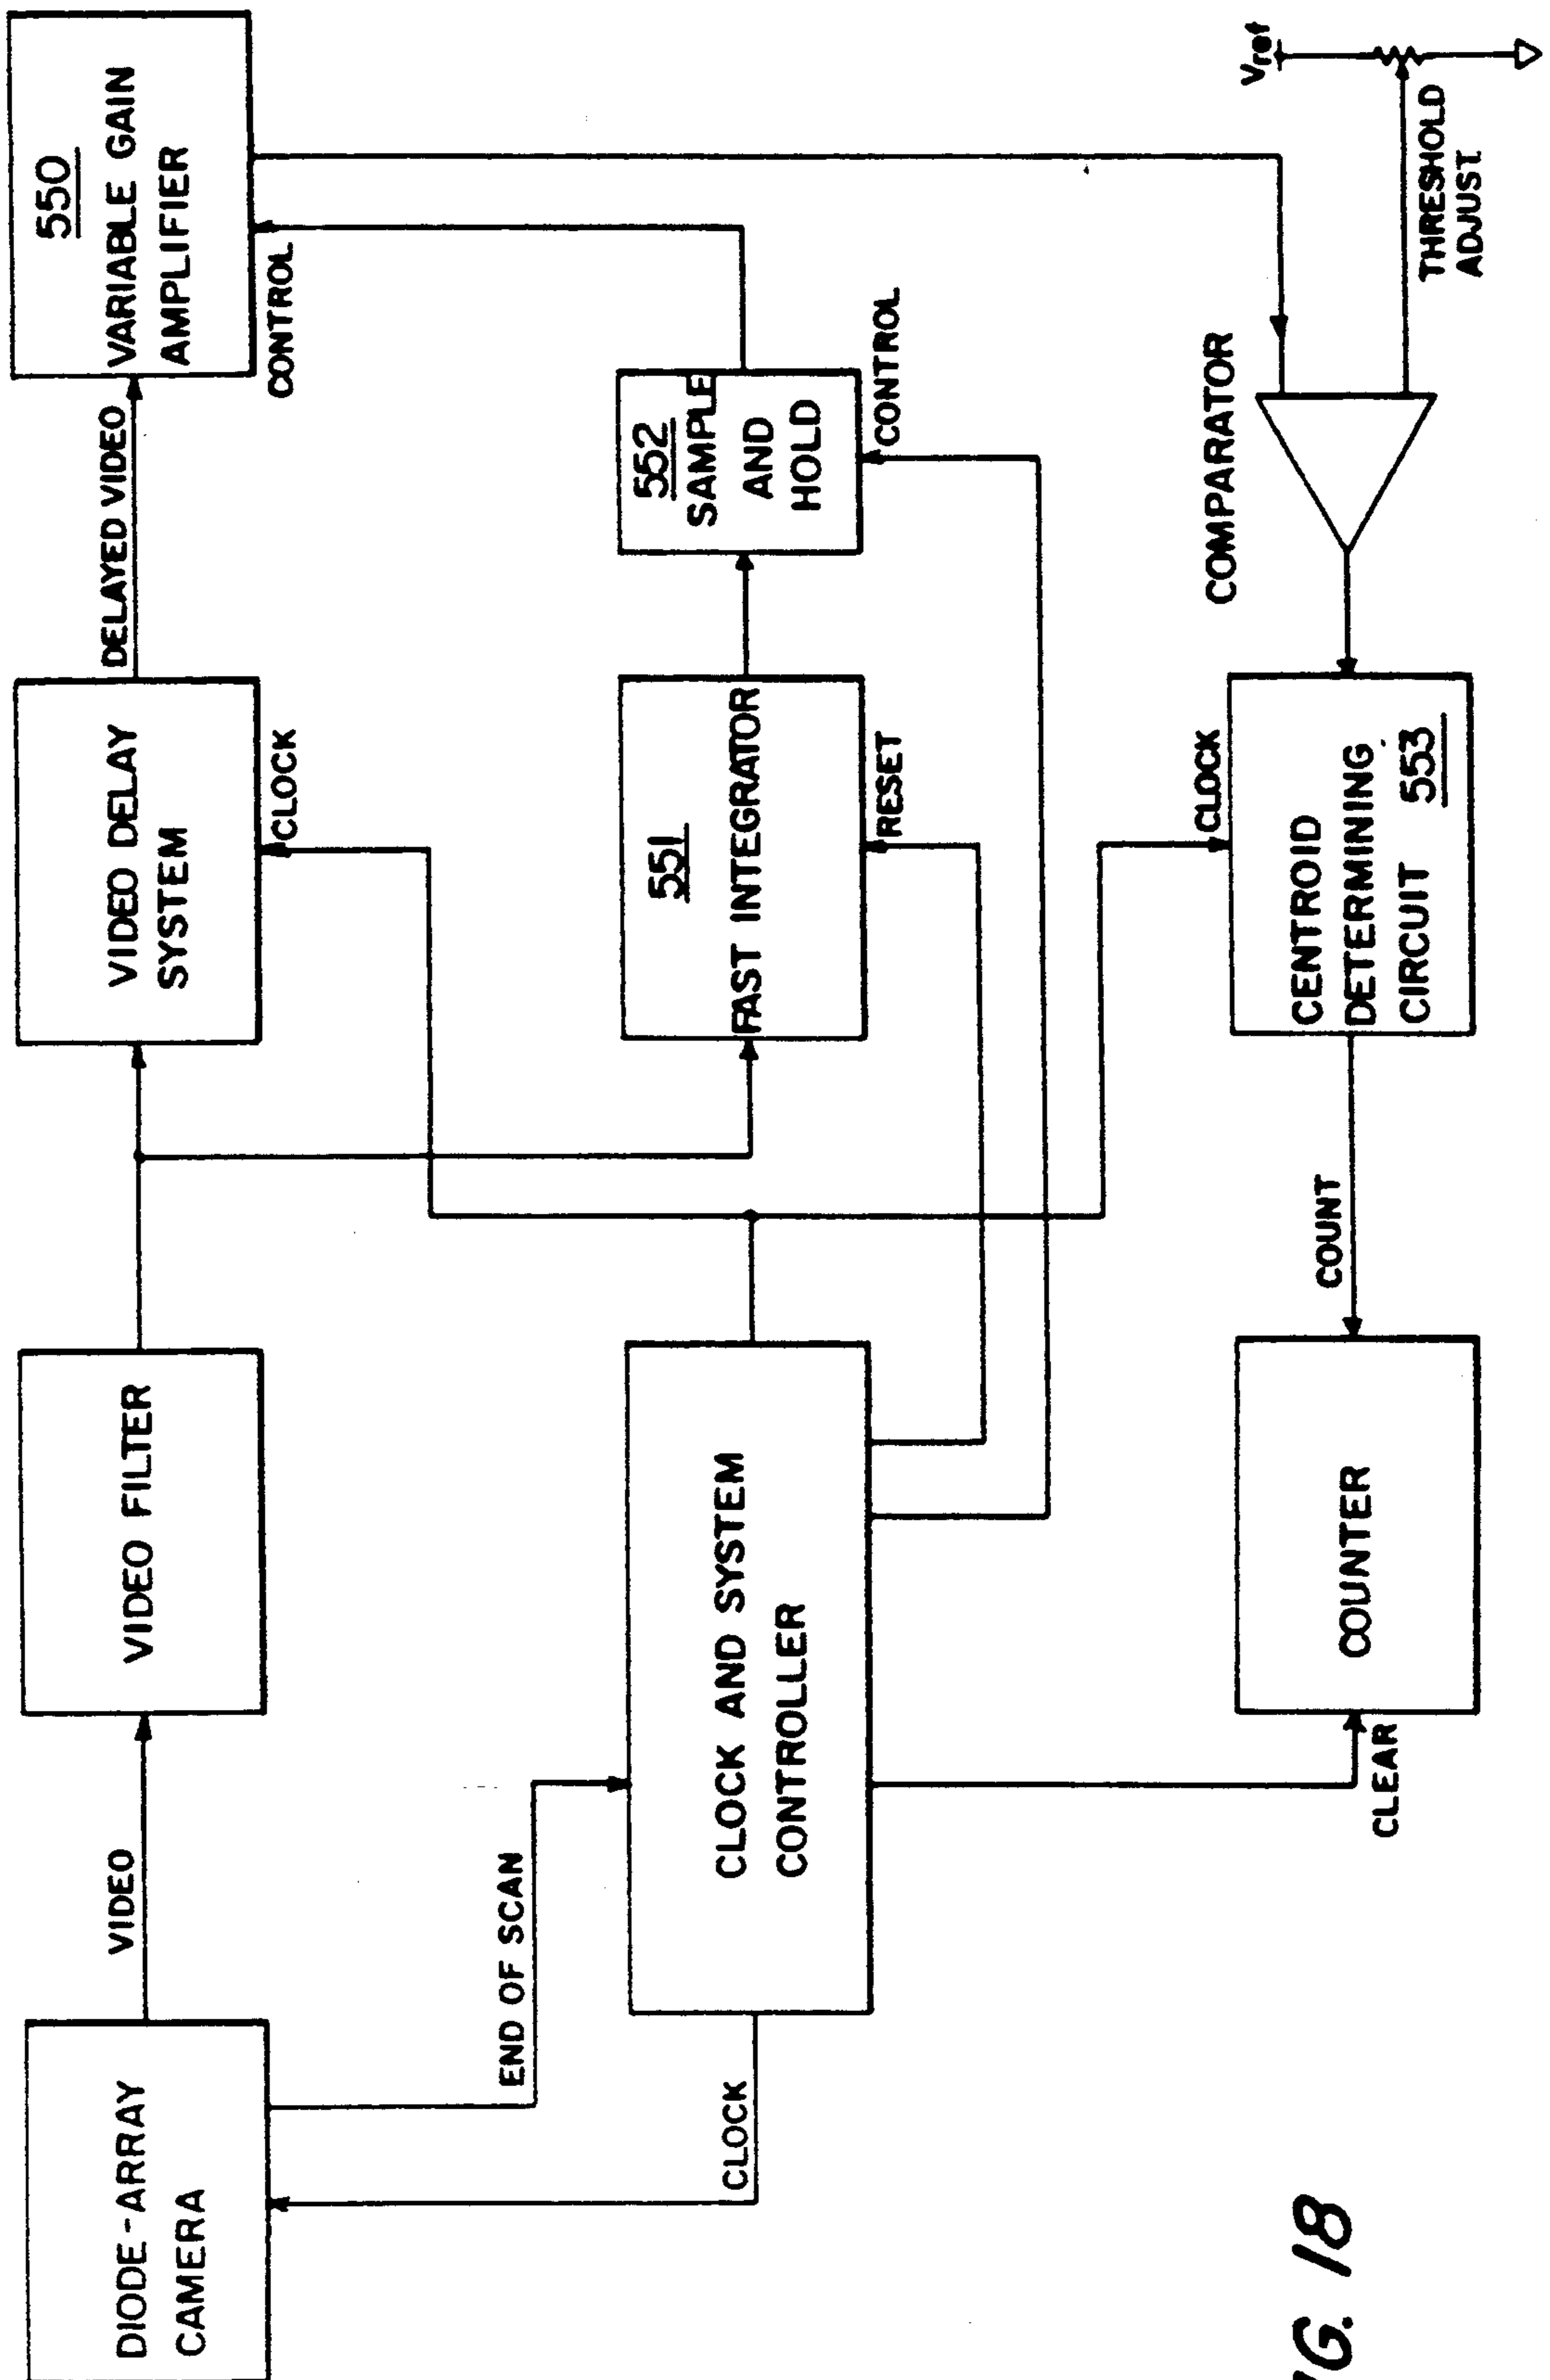 DIODE-ARRAY
CAMERA
VIDEO
VIDEO FILTER
VIDEO DELAY
SYSTEM
CLOCK
DELAYED VIDEO
550
VARIABLE GAIN
AMPLIFIER
CONTROL
END OF SCAN
CLOCK
CLOCK AND SYSTEM
CONTROLLER
551
FAST INTEGRATOR
RESET
552
SAMPLE
AND
HOLD
CONTROL
CLEAR
COUNTER
COUNT
CLOCK
CENTROID
DETERMINING
CIRCUIT 553
COMPARATOR
Vref
THRESHOLD
ADJUST.
G. 18